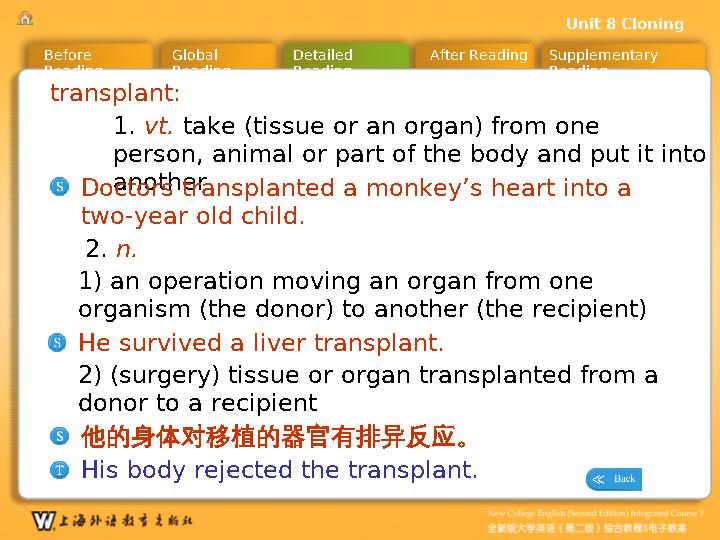 Unit 8 Cloning
Before Reading
Global Reading
Detailed Reading
After Reading
Supplementary Reading
transplant:
1. vt. take (tissue or an organ) from one
person, animal or part of the body and put it into
another
S Doctors transplanted a monkey’s heart into a
two-year old child.
2. n.
1) an operation moving an organ from one
organism (the donor) to another (the recipient)
S He survived a liver transplant.
2) (surgery) tissue or organ transplanted from a
donor to a recipient
S 他的身体对移植的器官有排异反应。
T His body rejected the transplant.
≪ Back
W 上海外语教育出版社
New College English (Second Edition) Integrated Course 3
全新版大学英语（第二版）综合教程3电子教案